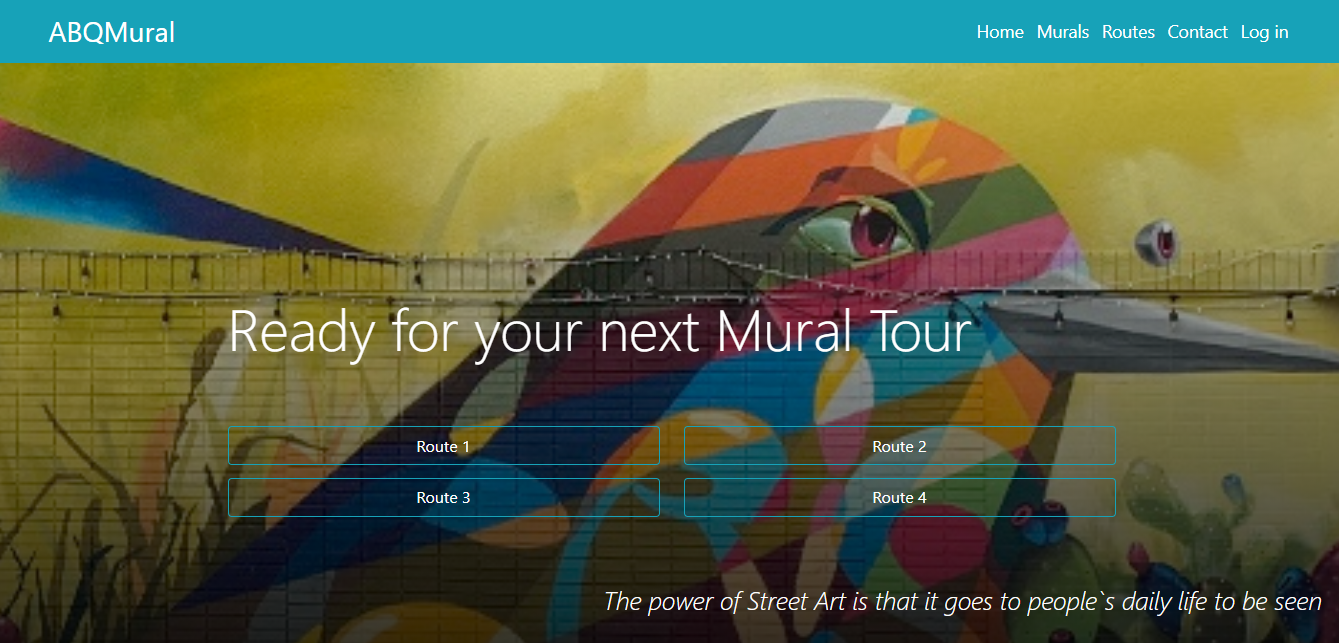 ABQMural
Home Murals Routes Contact Log in
Ready for your next Mural Tour
Route 1 Route 2
Route 3 Route 4
The power of Street Art is that it goes to people`s daily life to be seen